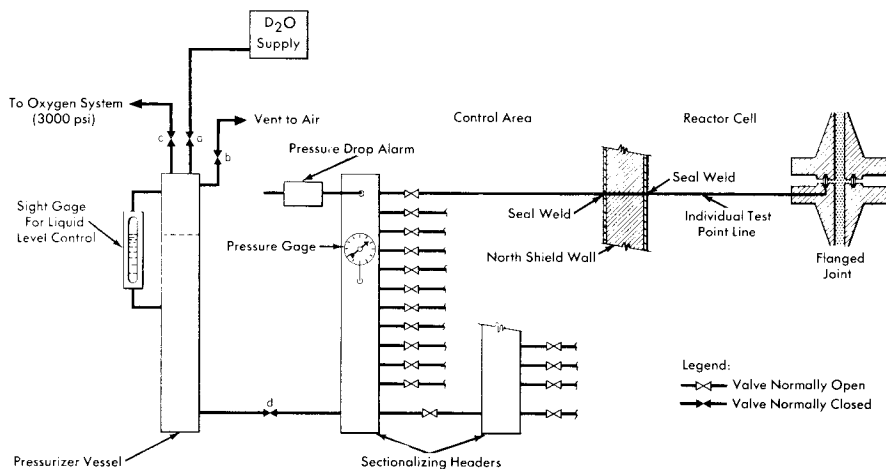 D2O
Supply
To Oxygen System
(3000 psi)
c
a
b
Vent to Air
Control Area
Reactor Cell
Pressure Drop Alarm
Seal Weld
Sight Gage
For Liquid
Level Control
Seal Weld
Individual Test
Point Line
Pressure Gage
North Shield Wall
Flanged
Joint
Legend:
Valve Normally Open
Valve Normally Closed
d
Pressurizer Vessel
Sectionalizing Headers